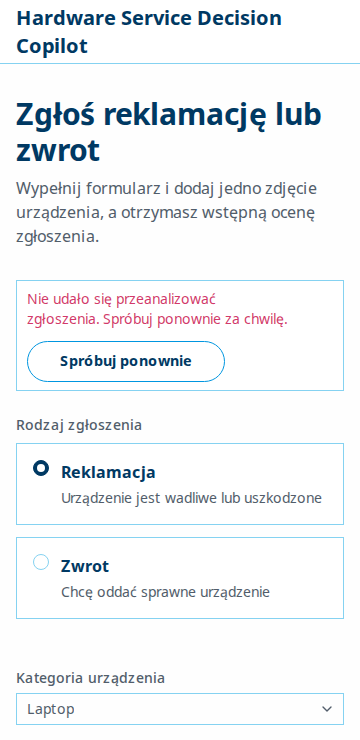 Hardware Service Decision
Copilot
Zgłoś reklamację lub
zwrot
Wypełnij formularz i dodaj jedno zdjęcie
urządzenia, a otrzymasz wstępną ocenę
zgłoszenia.
Nie udało się przeanalizować
zgłoszenia. Spróbuj ponownie za chwilę.
Spróbuj ponownie
Rodzaj zgłoszenia
Reklamacja
Urządzenie jest wadliwe lub uszkodzone
Zwrot
Chcę oddać sprawne urządzenie
Kategoria urządzenia
Laptop